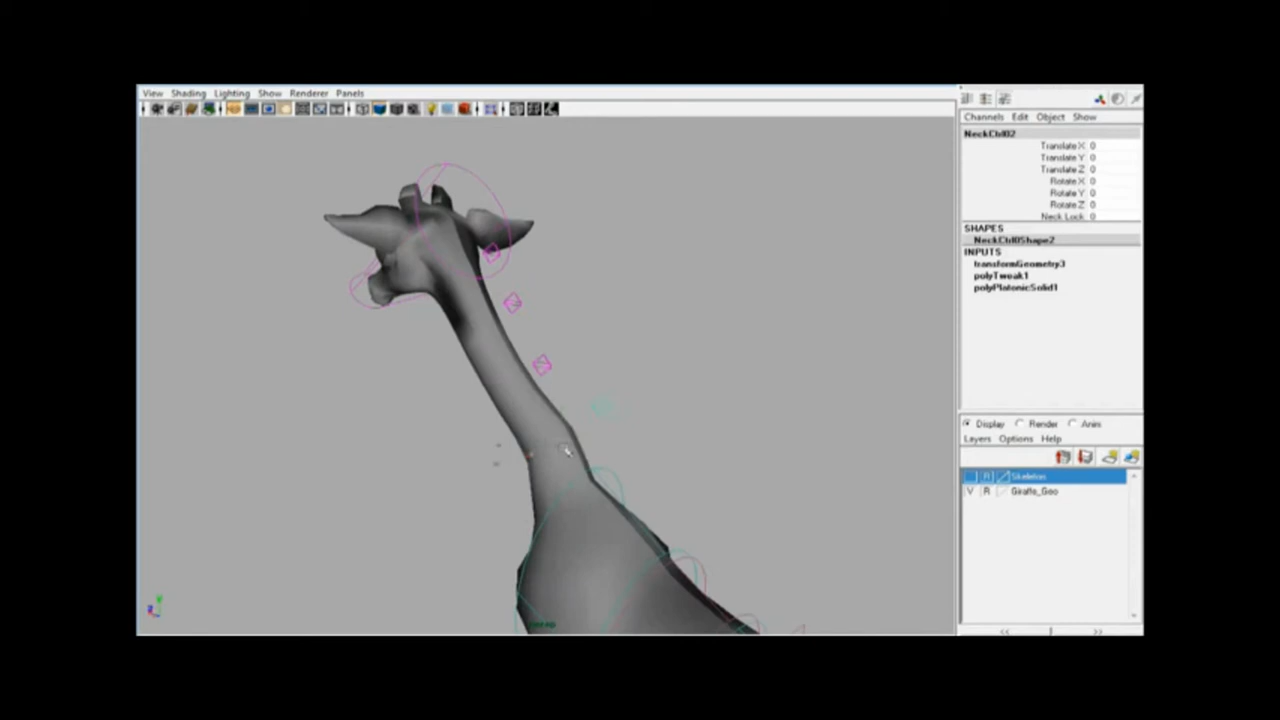 View Shading Lighting Show Renderer Panels
Channels Edit Object Show
NeckCtrl02
Translate X 0
Translate Y 0
Translate Z 0
Rotate X 0
Rotate Y 0
Rotate Z 0
Neck Lock 0
SHAPES
NeckCtrl0Shape2
INPUTS
transformGeometry3
polyTweak1
polyPlatonicSolid1
Display Render Anim
Layers Options Help
R Skeleton
V R Giraffe_Geo
persp